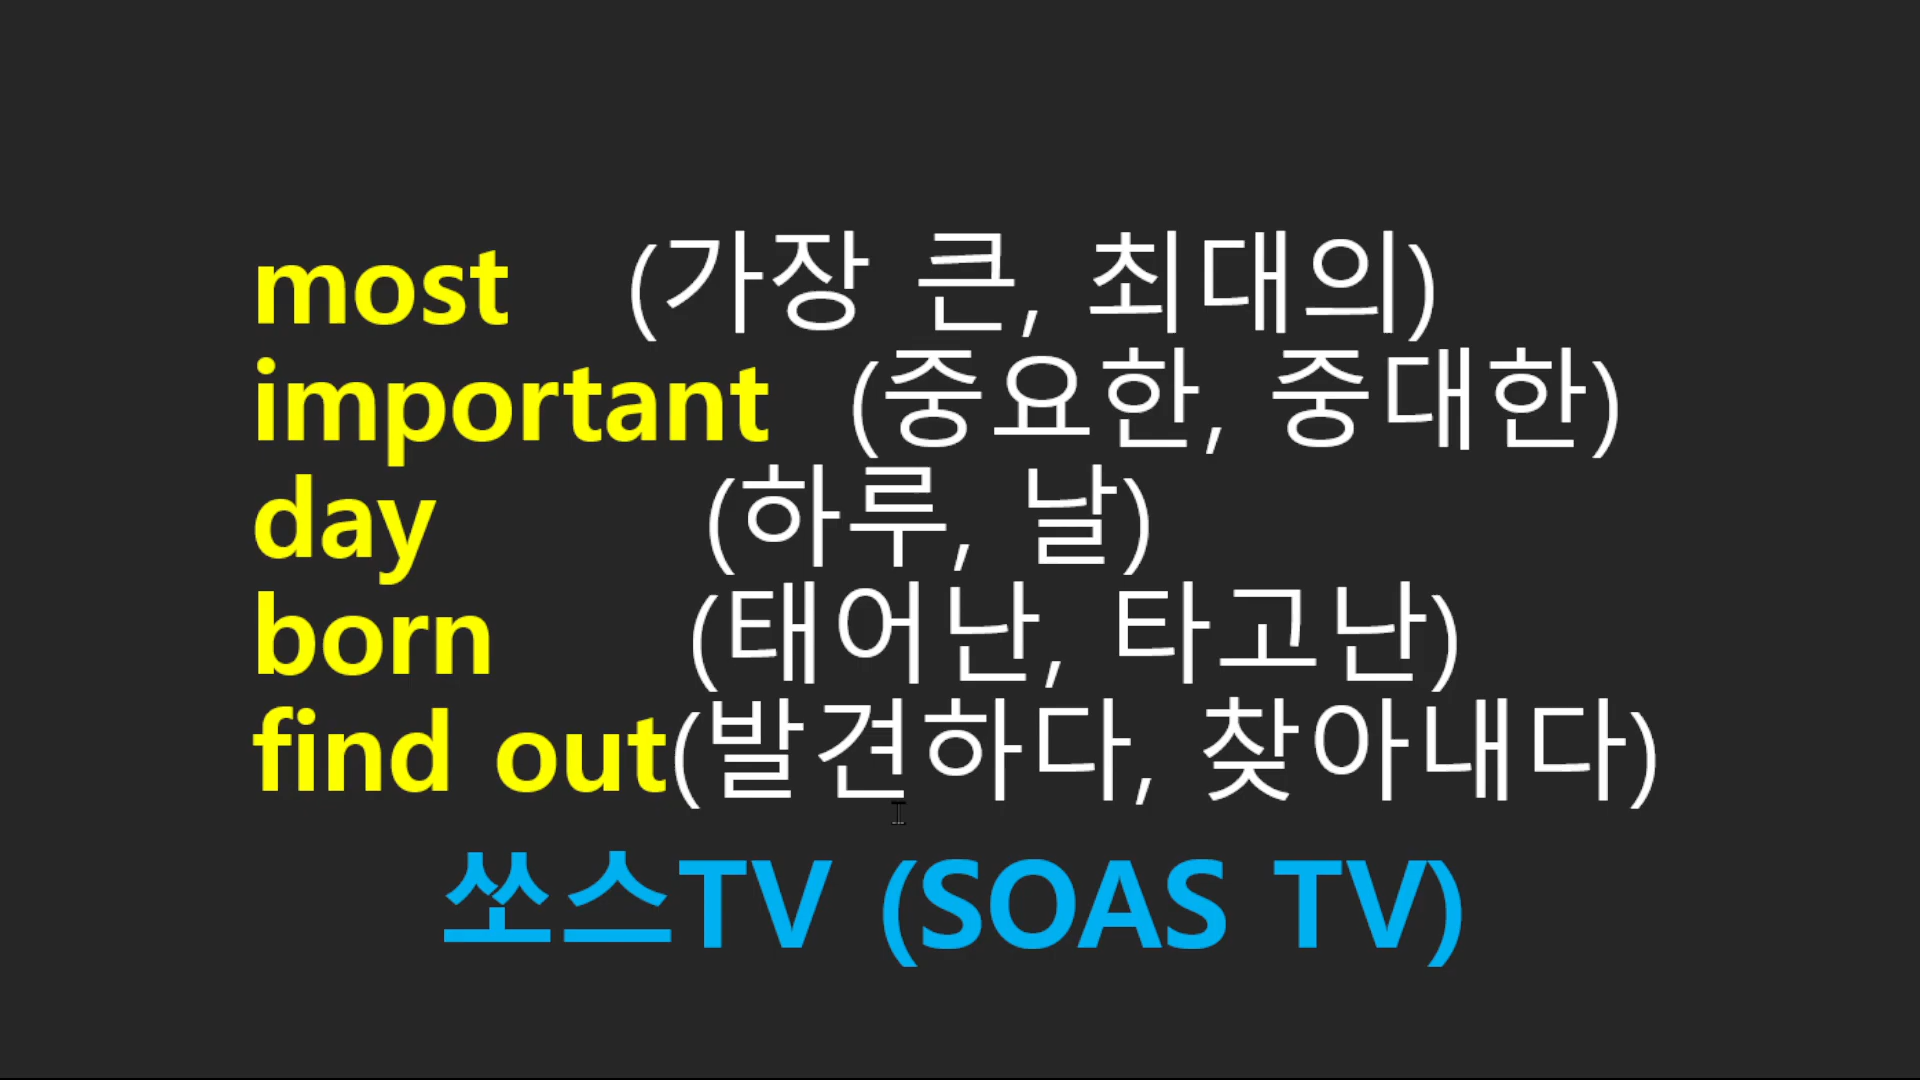 most (가장 큰, 최대의)
important (중요한, 중대한)
day (하루, 날)
born (태어난, 타고난)
find out(발견하다, 찾아내다)
쏘스TV (SOAS TV)